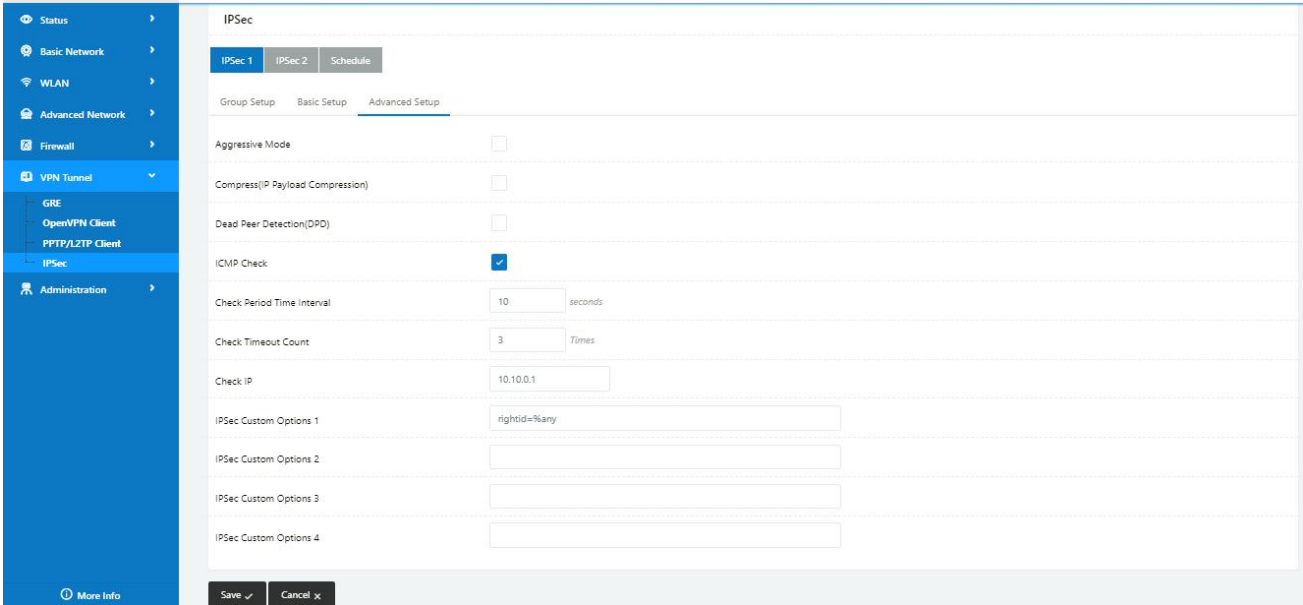 Status
Basic Network
WLAN
Advanced Network
Firewall
VPN Tunnel
GRE
OpenVPN Client
PPTP/L2TP Client
IPSec
Administration
More Info
IPSec
IPSec 1 IPSec 2 Schedule
Group Setup Basic Setup Advanced Setup
Aggressive Mode
Compress(IP Payload Compression)
Dead Peer Detection(DPD)
ICMP Check
Check Period Time Interval 10 seconds
Check Timeout Count 3 Times
Check IP 10.10.0.1
IPSec Custom Options 1 rightid=%any
IPSec Custom Options 2
IPSec Custom Options 3
IPSec Custom Options 4
Save Cancel